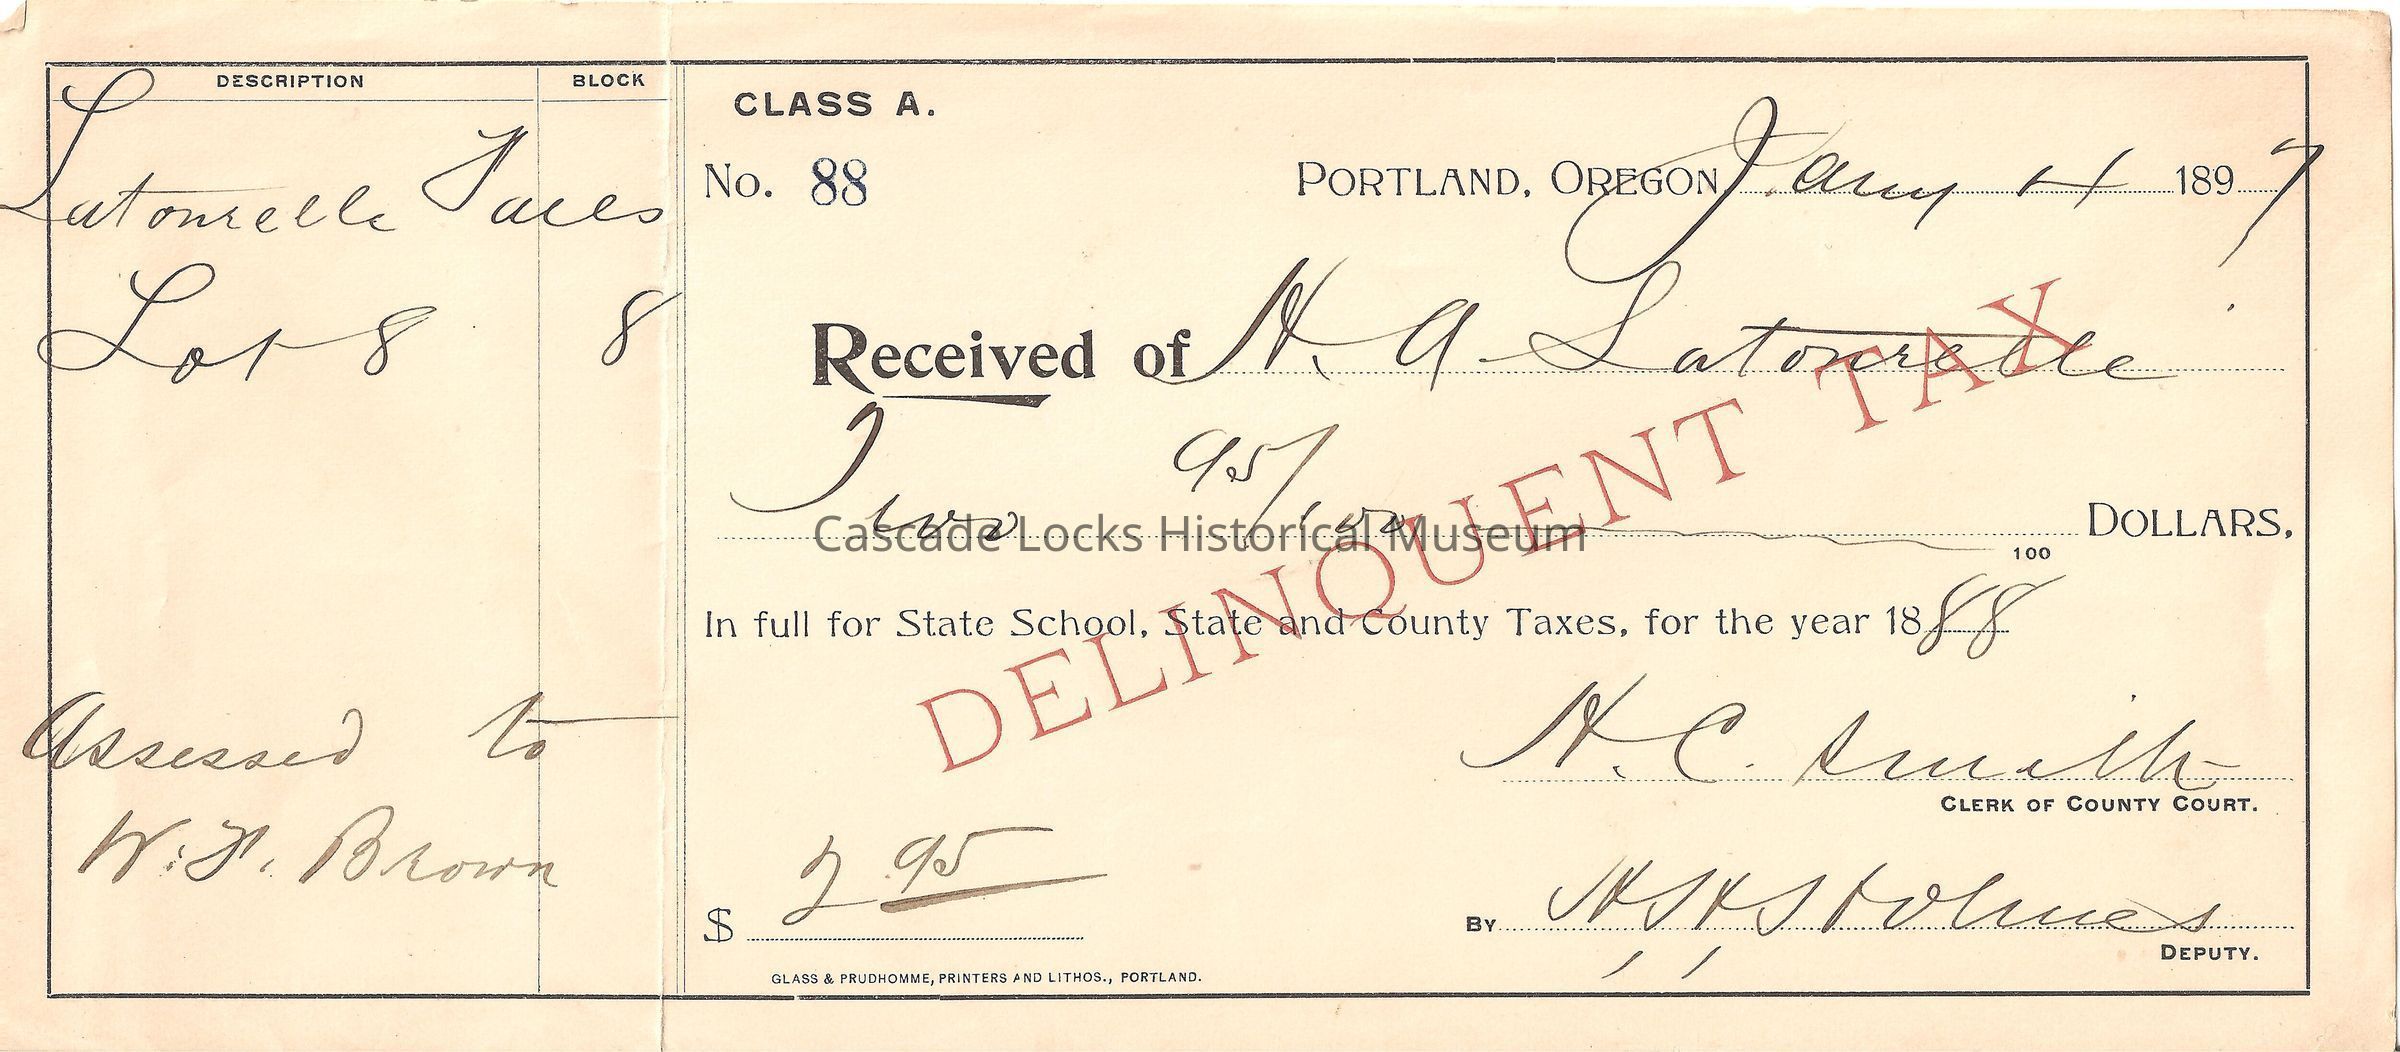 DESCRIPTION BLOCK
Latourelle Falls
Lot 8 8
Assessed to
W. F. Brown
CLASS A.
No. 88 PORTLAND, OREGON, Jany 4 1897
Received of H. A. Latourelle
Two 95/100 DOLLARS,
100
In full for State School, State and County Taxes, for the year 1888
DELINQUENT TAX
H. C. Smith
CLERK OF COUNTY COURT.
$ 2 95
BY Holmes
DEPUTY.
GLASS & PRUDHOMME, PRINTERS AND LITHOS., PORTLAND.
Cascade Locks Historical Museum